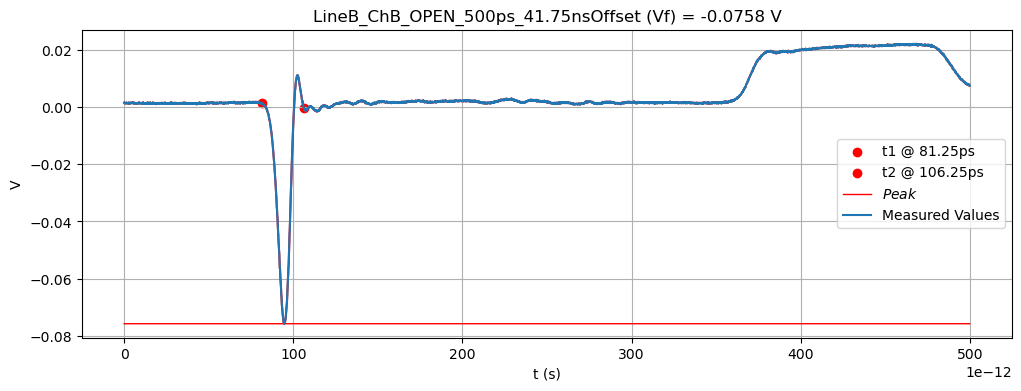 LineB_ChB_OPEN_500ps_41.75nsOffset (Vf) = -0.0758 V
0.02
0.00
−0.02
−0.04
−0.06
−0.08
V
t1 @ 81.25ps
t2 @ 106.25ps
Peak
Measured Values
0 100 200 300 400 500
1e−12
t (s)